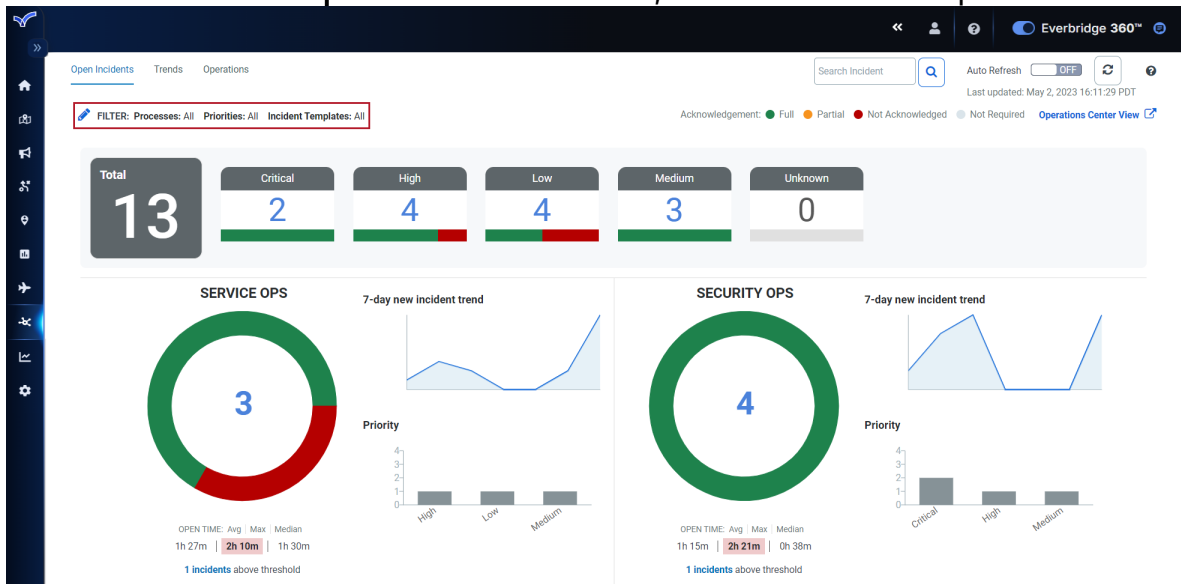 Everbridge 360™
Open Incidents Trends Operations
Search Incident
Auto Refresh OFF
Last updated: May 2, 2023 16:11:29 PDT
FILTER: Processes: All Priorities: All Incident Templates: All
Acknowledgement: Full Partial Not Acknowledged Not Required Operations Center View
Total
13
Critical
2
High
4
Low
4
Medium
3
Unknown
0
SERVICE OPS
3
OPEN TIME: Avg | Max | Median
1h 27m | 2h 10m | 1h 30m
1 incidents above threshold
7-day new incident trend
Priority
4
3
2
1
0
High Low Medium
SECURITY OPS
4
OPEN TIME: Avg | Max | Median
1h 15m | 2h 21m | 0h 38m
1 incidents above threshold
7-day new incident trend
Priority
4
3
2
1
0
Critical High Medium